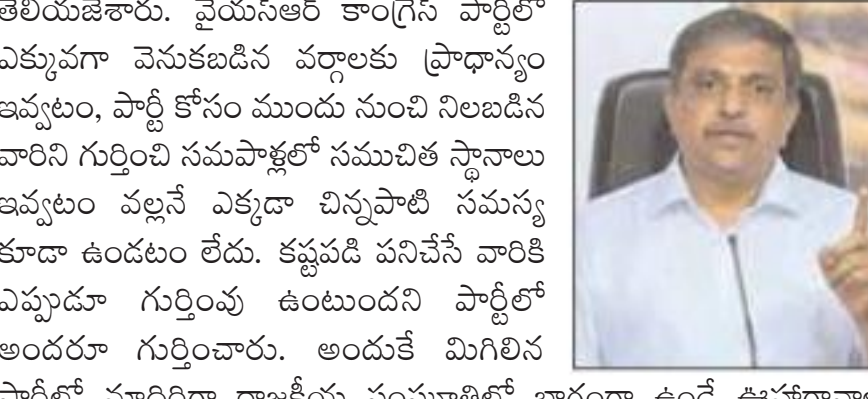 తెలియజేశారు. వైయస్ఆర్ కాంగ్రెస్ పార్టీలో
ఎక్కువగా వెనుకబడిన వర్గాలకు ప్రాధాన్యం
ఇవ్వటం, పార్టీ కోసం ముందు నుంచి నిలబడిన
వారిని గుర్తించి సమపాళ్లలో సముచిత స్థానాలు
ఇవ్వటం వల్లనే ఎక్కడా చిన్నపాటి సమస్య
కూడా ఉండటం లేదు. కష్టపడి పనిచేసే వారికి
ఎప్పుడూ గుర్తింపు ఉంటుందని పార్టీలో
అందరూ గుర్తించారు. అందుకే మిగిలిన